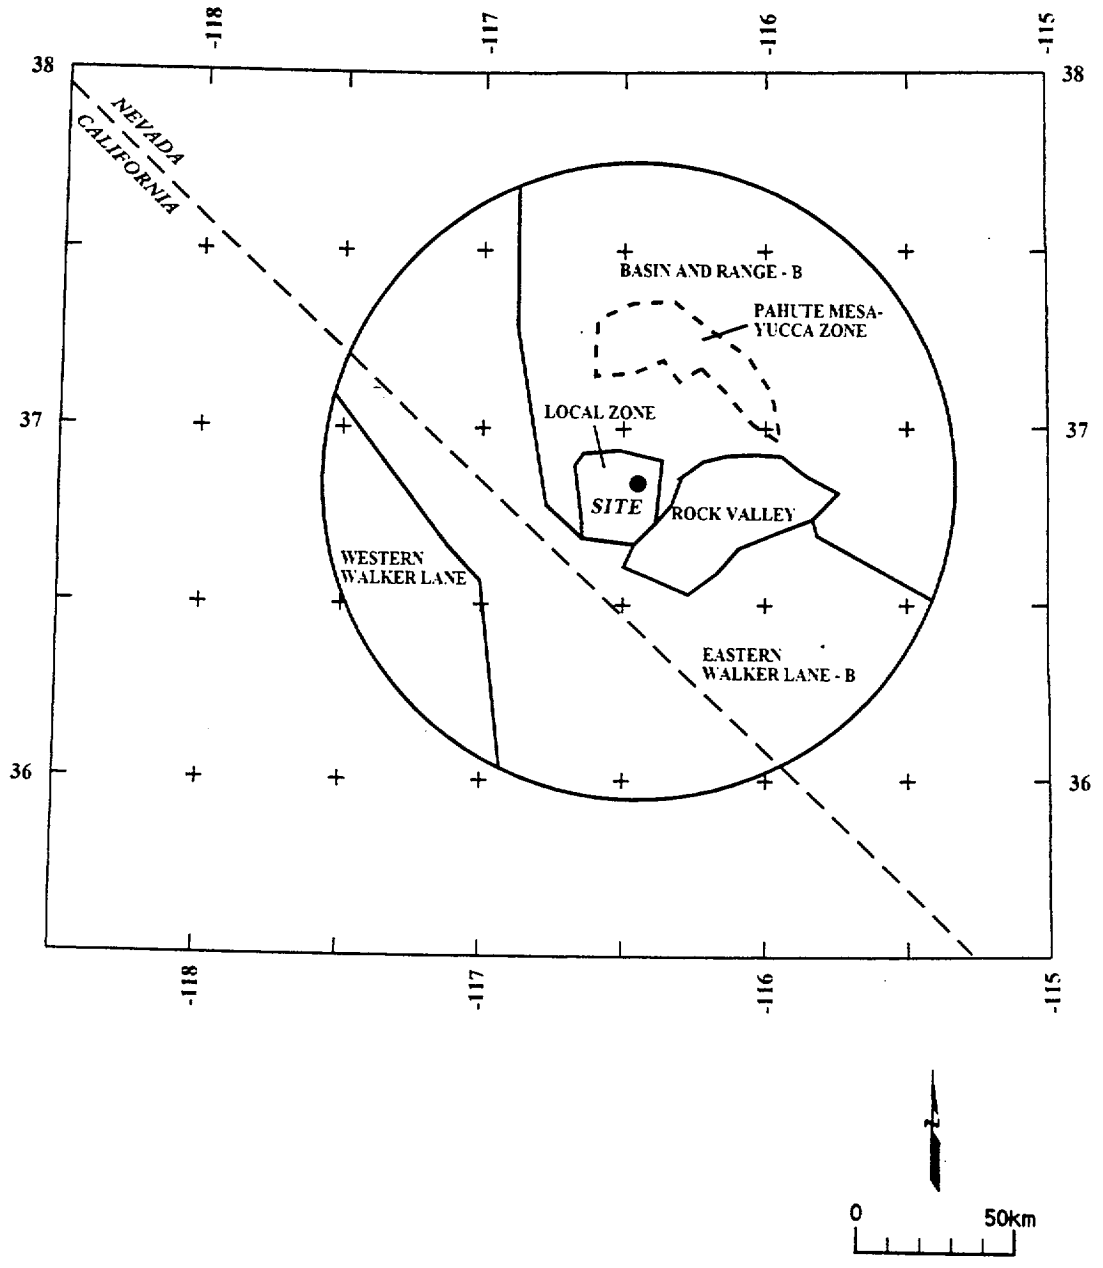 -118
-117
-116
-115
38
38
NEVADA
CALIFORNIA
BASIN AND RANGE - B
PAHUTE MESA-
YUCCA ZONE
LOCAL ZONE
37
37
SITE
ROCK VALLEY
WESTERN
WALKER LANE
EASTERN
WALKER LANE - B
36
36
-118
-117
-116
-115
N
0
50km